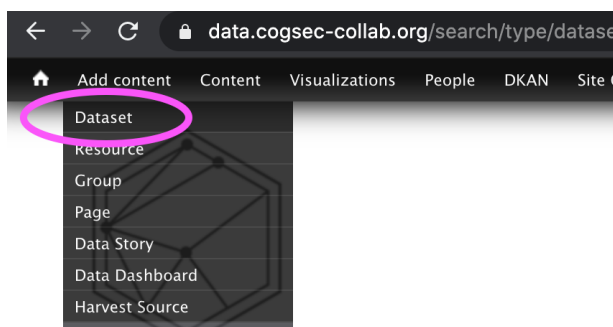 data.cogsec-collab.org/search/type/datase
Add content Content Visualizations People DKAN Site
Dataset
Resource
Group
Page
Data Story
Data Dashboard
Harvest Source